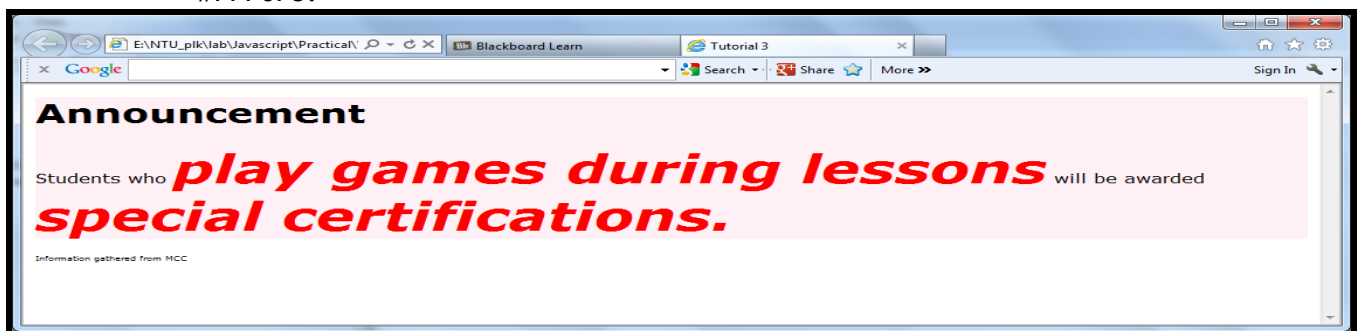 E:\NTU_plk\lab\Javascript\Practical\
Blackboard Learn
Tutorial 3
Google
Search
Share
More »
Sign In
Announcement
Students who play games during lessons will be awarded
special certifications.
Information gathered from MCC